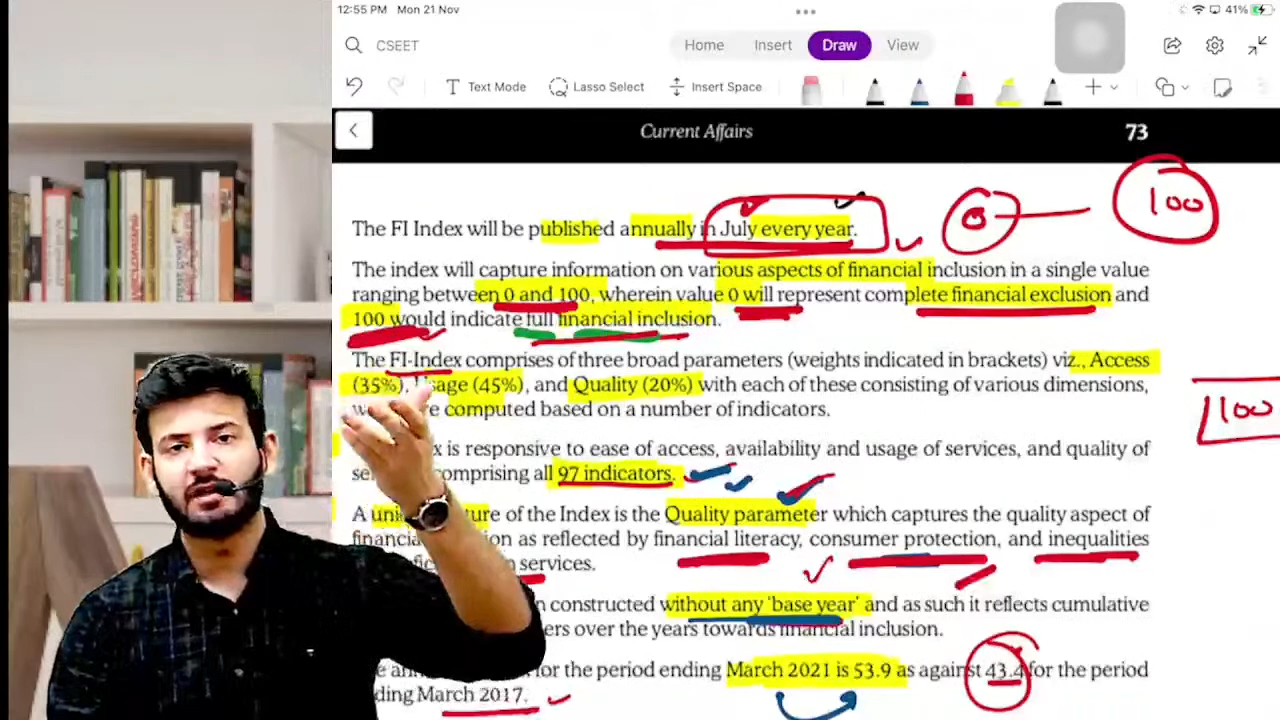 12:55 PM Mon 21 Nov
41%
CSEET
Home Insert Draw View
Text Mode Lasso Select Insert Space
Current Affairs 73
The FI Index will be published annually in July every year.
0 100
The index will capture information on various aspects of financial inclusion in a single value
ranging between 0 and 100, wherein value 0 will represent complete financial exclusion and
100 would indicate full financial inclusion.
The FI-Index comprises of three broad parameters (weights indicated in brackets) viz., Access
(35%), Usage (45%), and Quality (20%) with each of these consisting of various dimensions,
computed based on a number of indicators.
100
is responsive to ease of access, availability and usage of services, and quality of
comprising all 97 indicators.
A of the Index is the Quality parameter which captures the quality aspect of
as reflected by financial literacy, consumer protection, and inequalities
services.
constructed without any 'base year' and as such it reflects cumulative
over the years towards financial inclusion.
for the period ending March 2021 is 53.9 as against 43.4 for the period
March 2017.